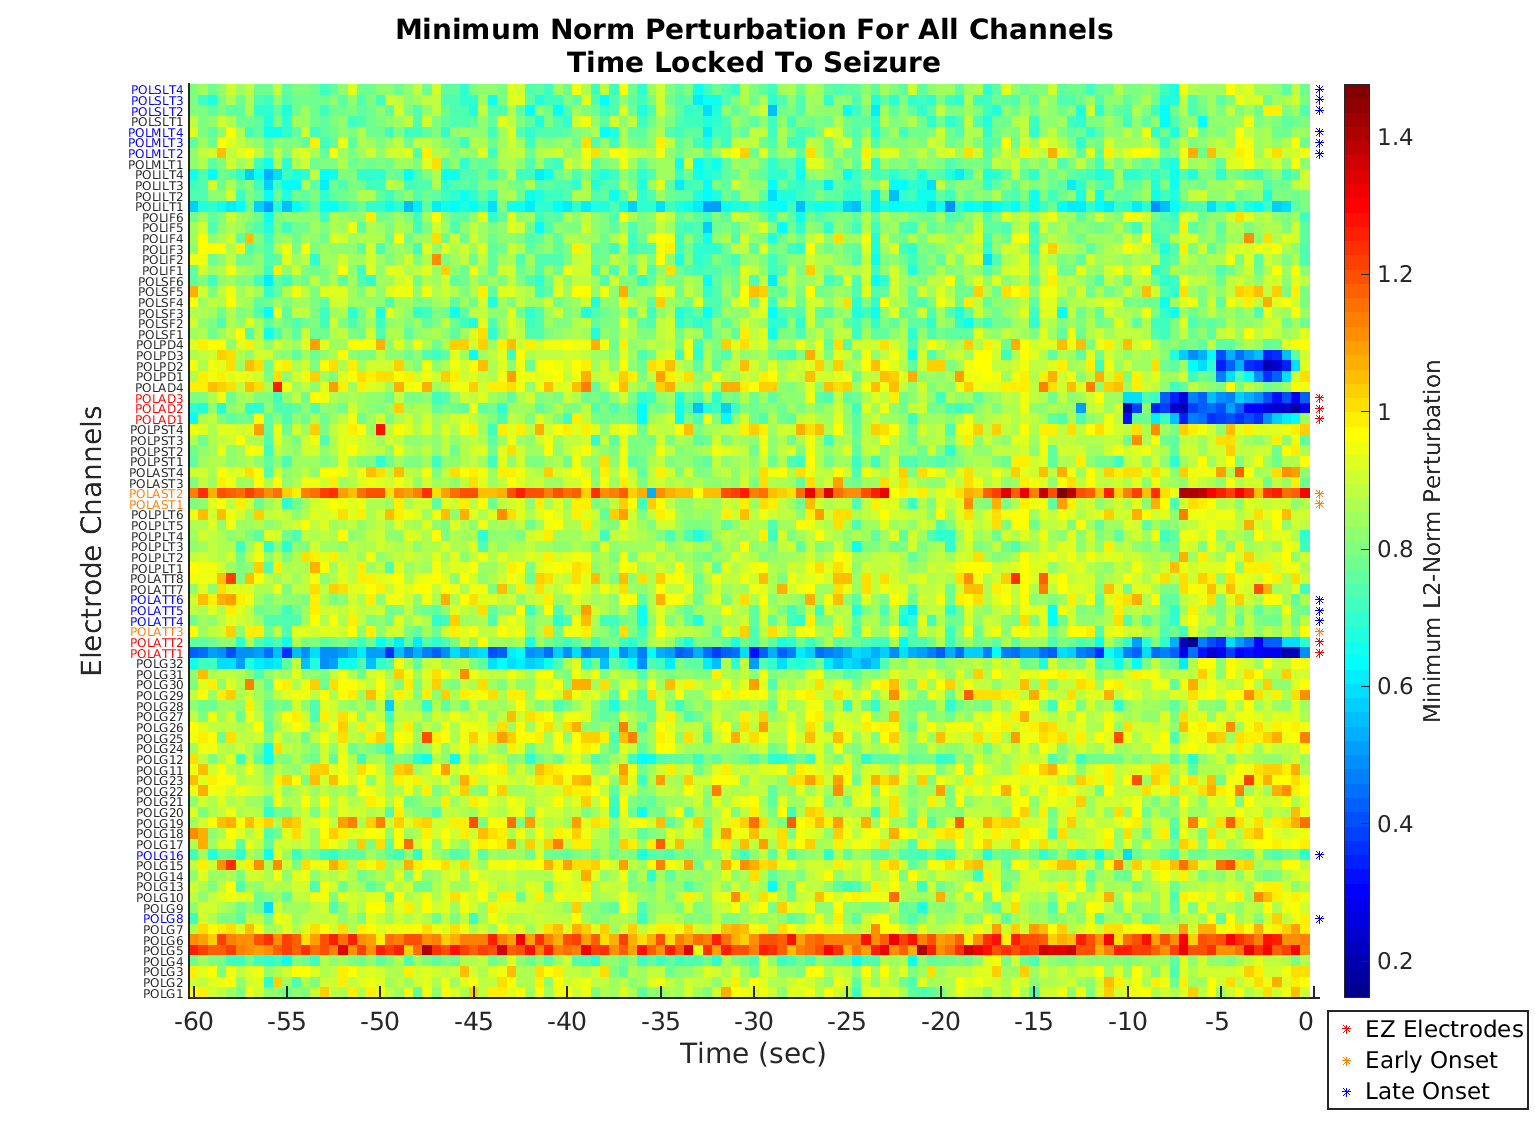 Minimum Norm Perturbation For All Channels
Time Locked To Seizure
Electrode Channels
POLSLT4
POLSLT3
POLSLT2
POLSLT1
POLMLT4
POLMLT3
POLMLT2
POLMLT1
POLILT4
POLILT3
POLILT2
POLILT1
POLIF6
POLIF5
POLIF4
POLIF3
POLIF2
POLIF1
POLSF6
POLSF5
POLSF4
POLSF3
POLSF2
POLSF1
POLPD4
POLPD3
POLPD2
POLPD1
POLAD4
POLAD3
POLAD2
POLAD1
POLPST4
POLPST3
POLPST2
POLPST1
POLAST4
POLAST3
POLAST2
POLAST1
POLPLT6
POLPLT5
POLPLT4
POLPLT3
POLPLT2
POLPLT1
POLATT8
POLATT7
POLATT6
POLATT5
POLATT4
POLATT3
POLATT2
POLATT1
POLG32
POLG31
POLG30
POLG29
POLG28
POLG27
POLG26
POLG25
POLG24
POLG12
POLG11
POLG23
POLG22
POLG21
POLG20
POLG19
POLG18
POLG17
POLG16
POLG15
POLG14
POLG13
POLG10
POLG9
POLG8
POLG7
POLG6
POLG5
POLG4
POLG3
POLG2
POLG1
-60 -55 -50 -45 -40 -35 -30 -25 -20 -15 -10 -5 0
Time (sec)
1.4
1.2
1
0.8
0.6
0.4
0.2
Minimum L2-Norm Perturbation
EZ Electrodes
Early Onset
Late Onset